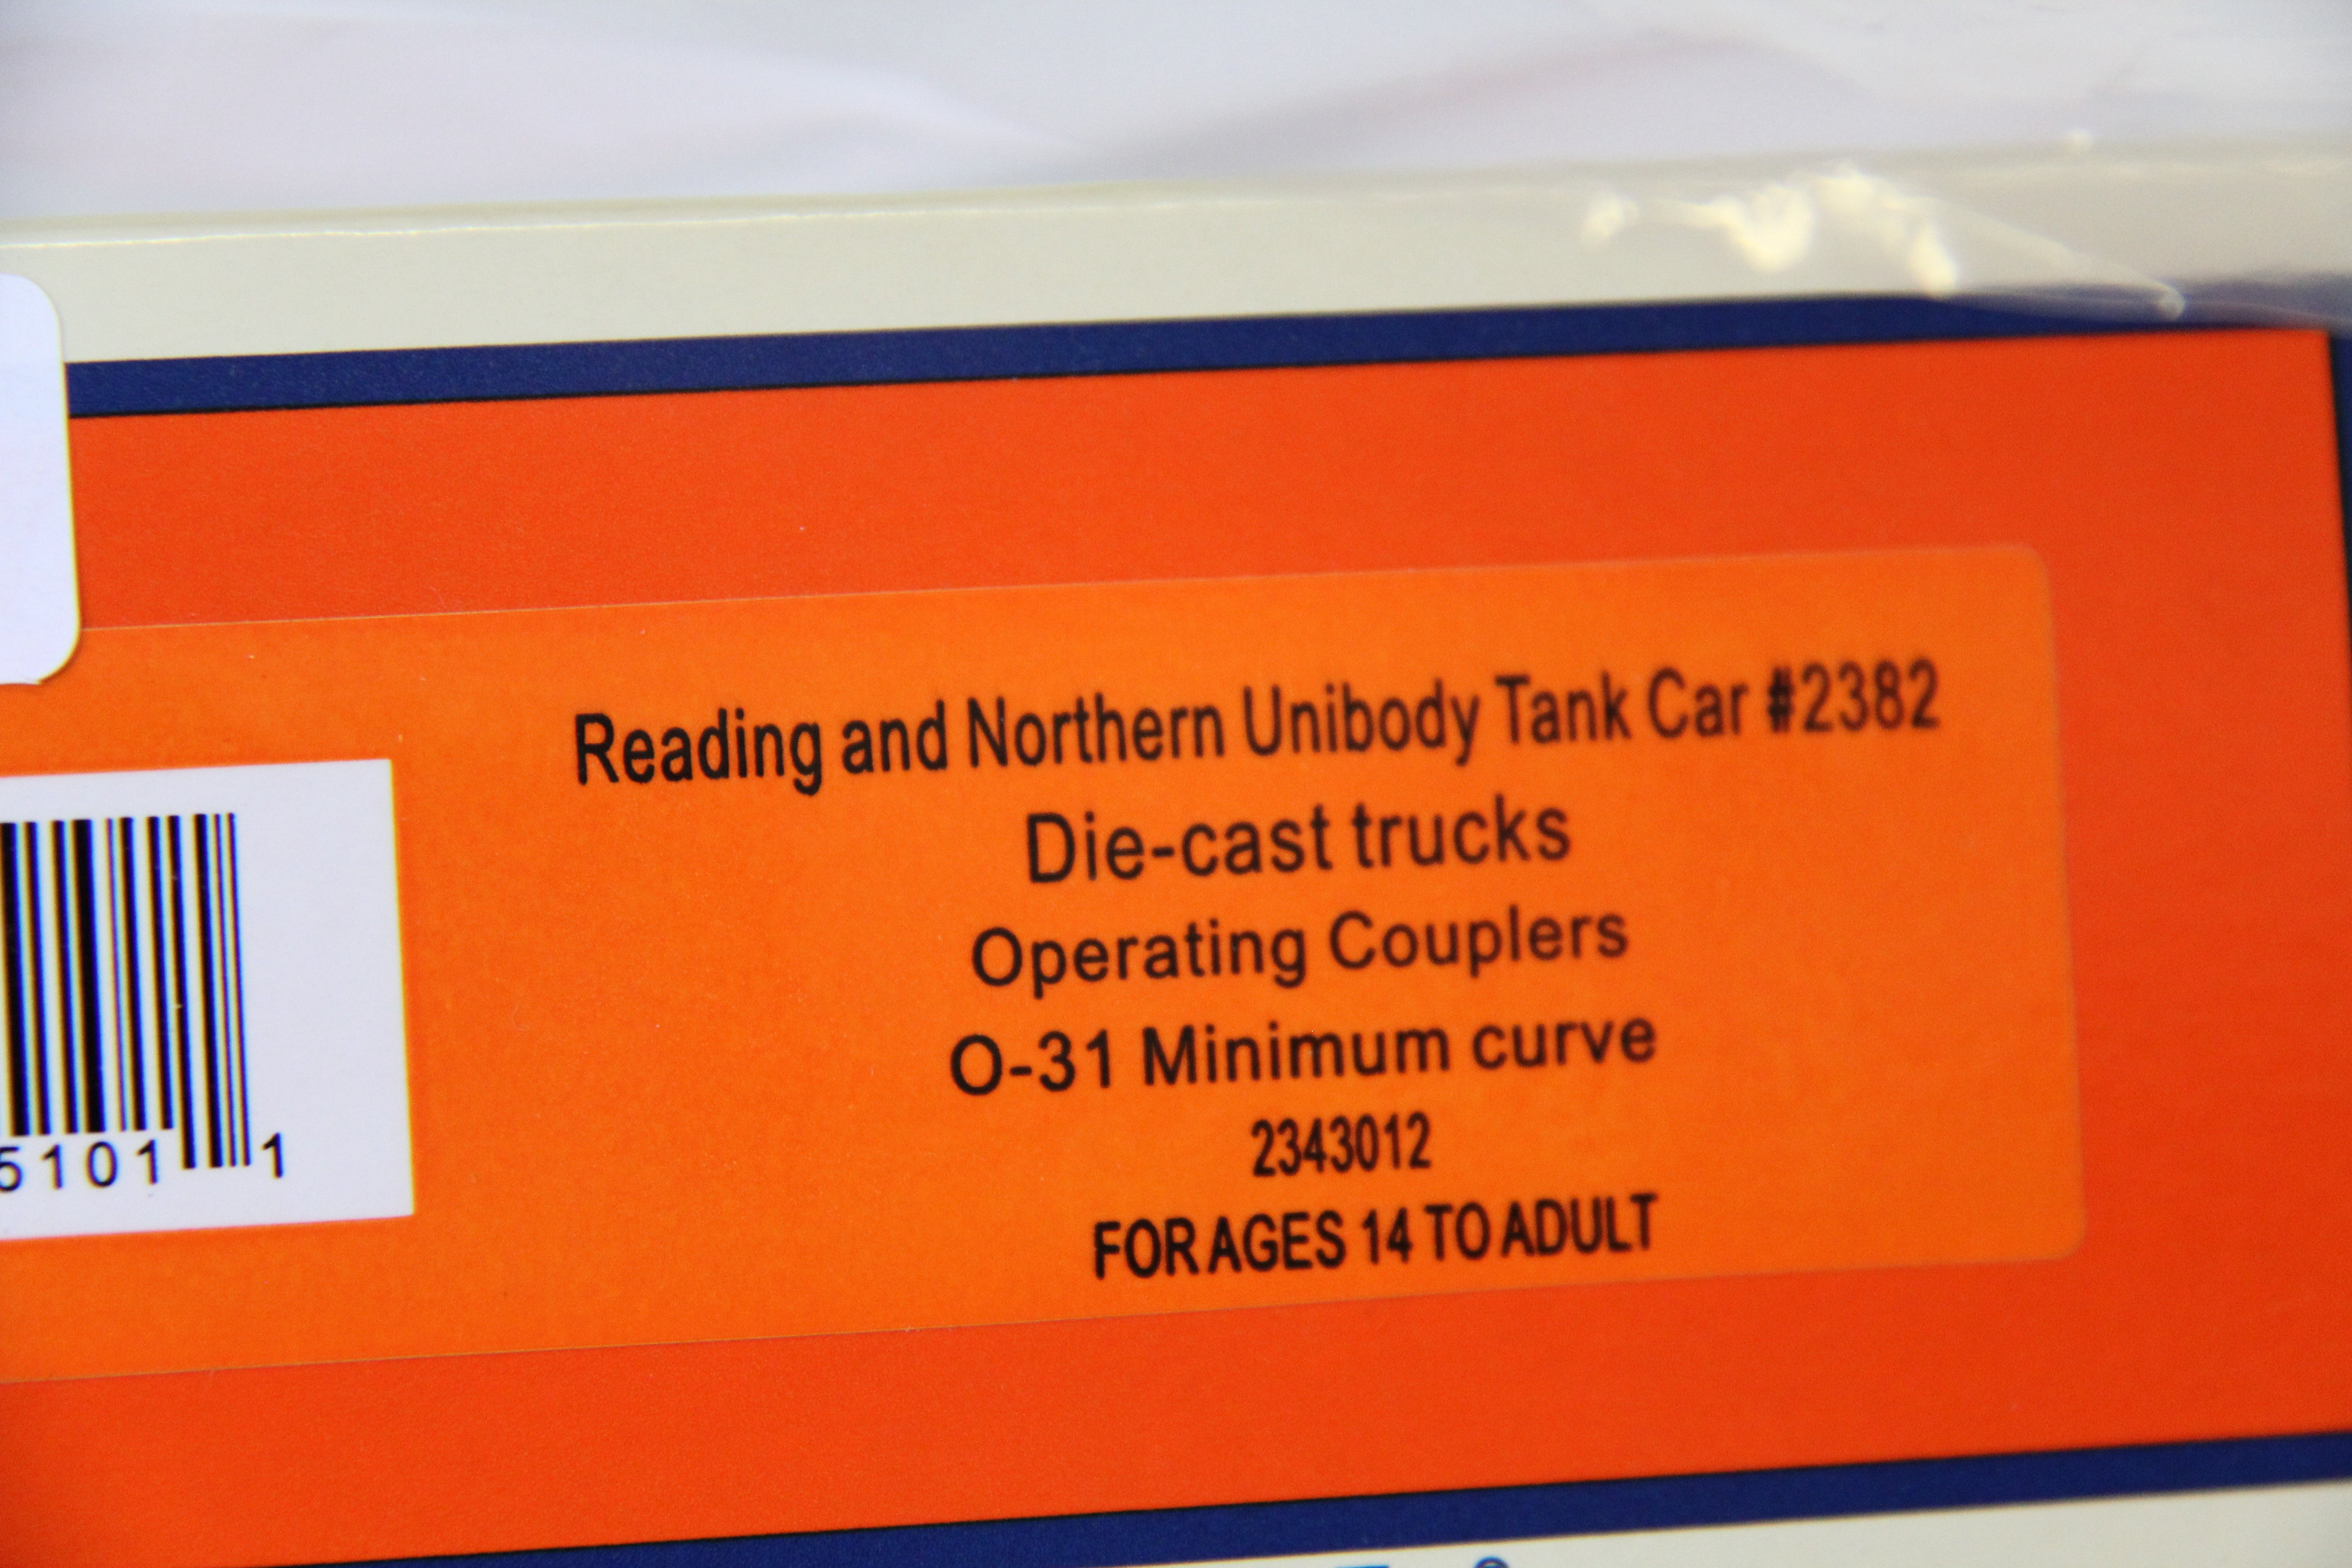 Reading and Northern Unibody Tank Car #2382
Die-cast trucks
Operating Couplers
O-31 Minimum curve
2343012
FOR AGES 14 TO ADULT
5101 1